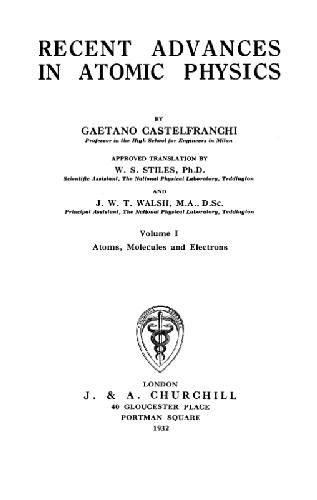 RECENT ADVANCES
IN ATOMIC PHYSICS
BY
GAETANO CASTELFRANCHI
Professor in the High School for Engineers in Milan
APPROVED TRANSLATION BY
W. S. STILES, Ph.D.
Scientific Assistant, The National Physical Laboratory, Teddington
AND
J. W. T. WALSH, M.A., D.Sc.
Principal Assistant, The National Physical Laboratory, Teddington
Volume I
Atoms, Molecules and Electrons
LONDON
J. & A. CHURCHILL
40 GLOUCESTER PLACE
PORTMAN SQUARE
1932